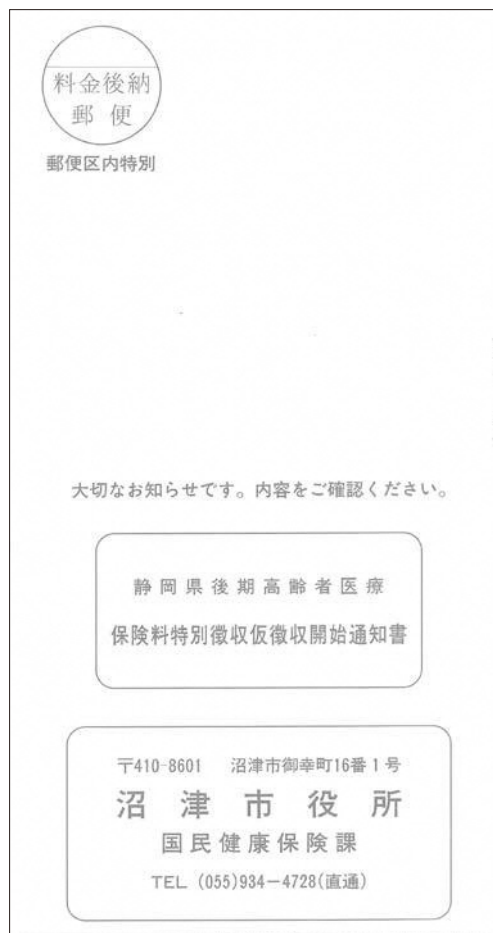 料金後納
郵便
郵便区内特別
大切なお知らせです。内容をご確認ください。
静岡県後期高齢者医療
保険料特別徴収仮徴収開始通知書
〒410-8601 沼津市御幸町16番1号
沼津市役所
国民健康保険課
TEL (055)934-4728(直通)